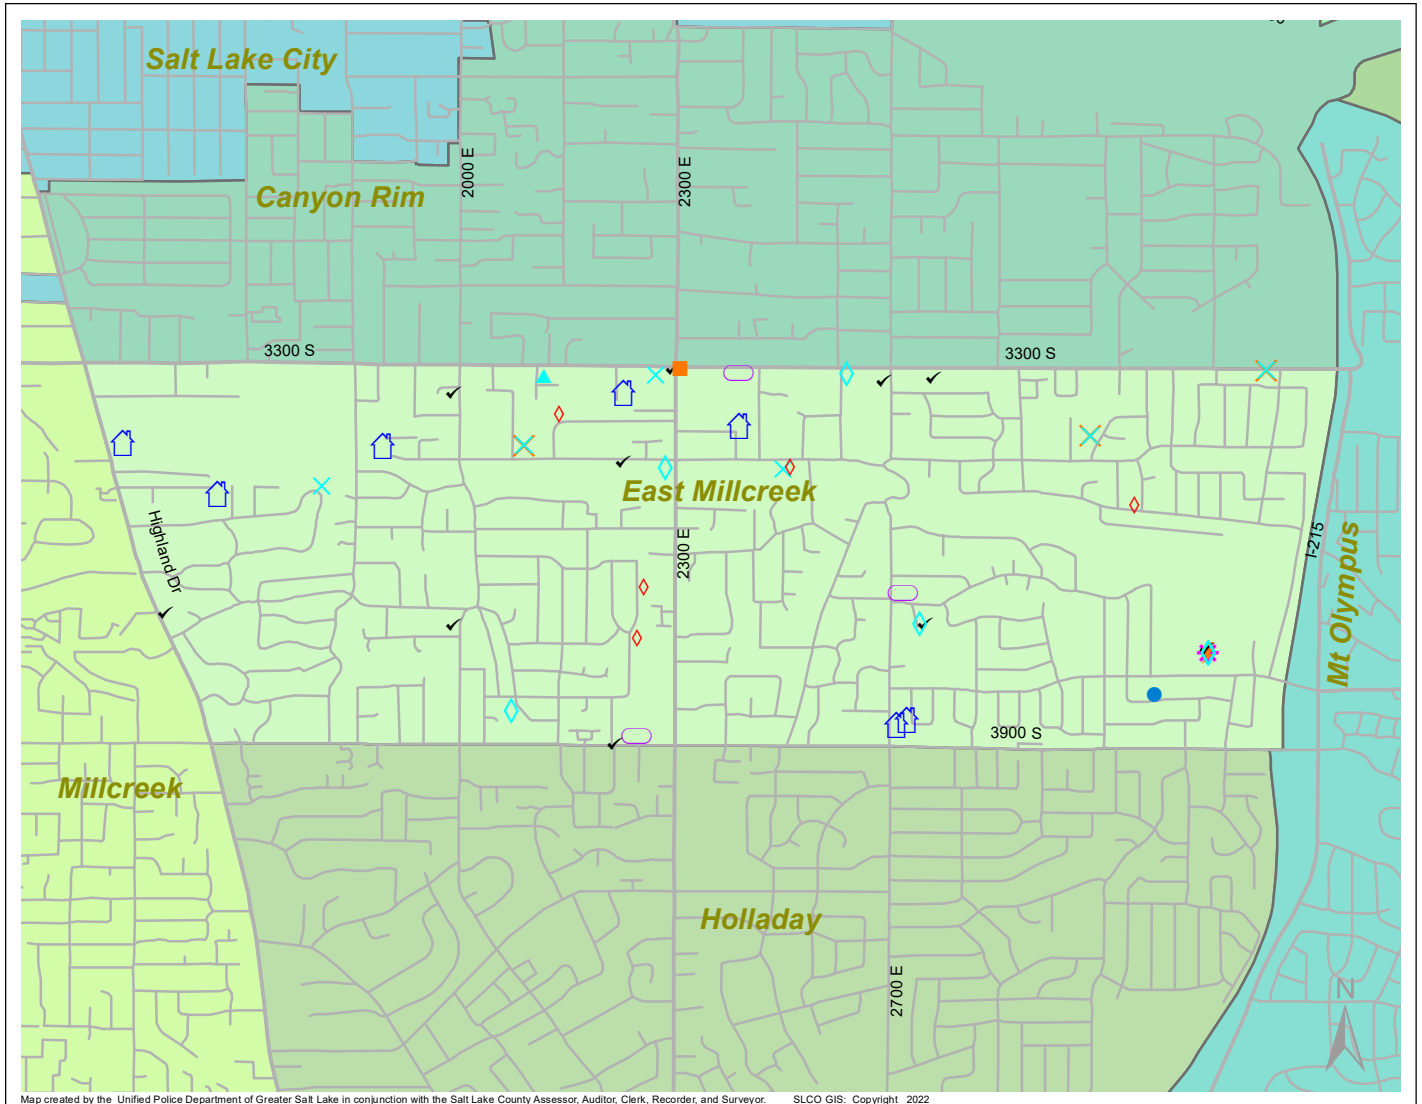 Salt Lake City
Canyon Rim
2000 E
2300 E
3300 S
3300 S
East Millcreek
Highland Dr
2300 E
I-215
Mt Olympus
3900 S
Millcreek
Holladay
2700 E
N
Map created by the Unified Police Department of Greater Salt Lake in conjunction with the Salt Lake County Assessor, Auditor, Clerk, Recorder, and Surveyor. SLCO GIS: Copyright 2022